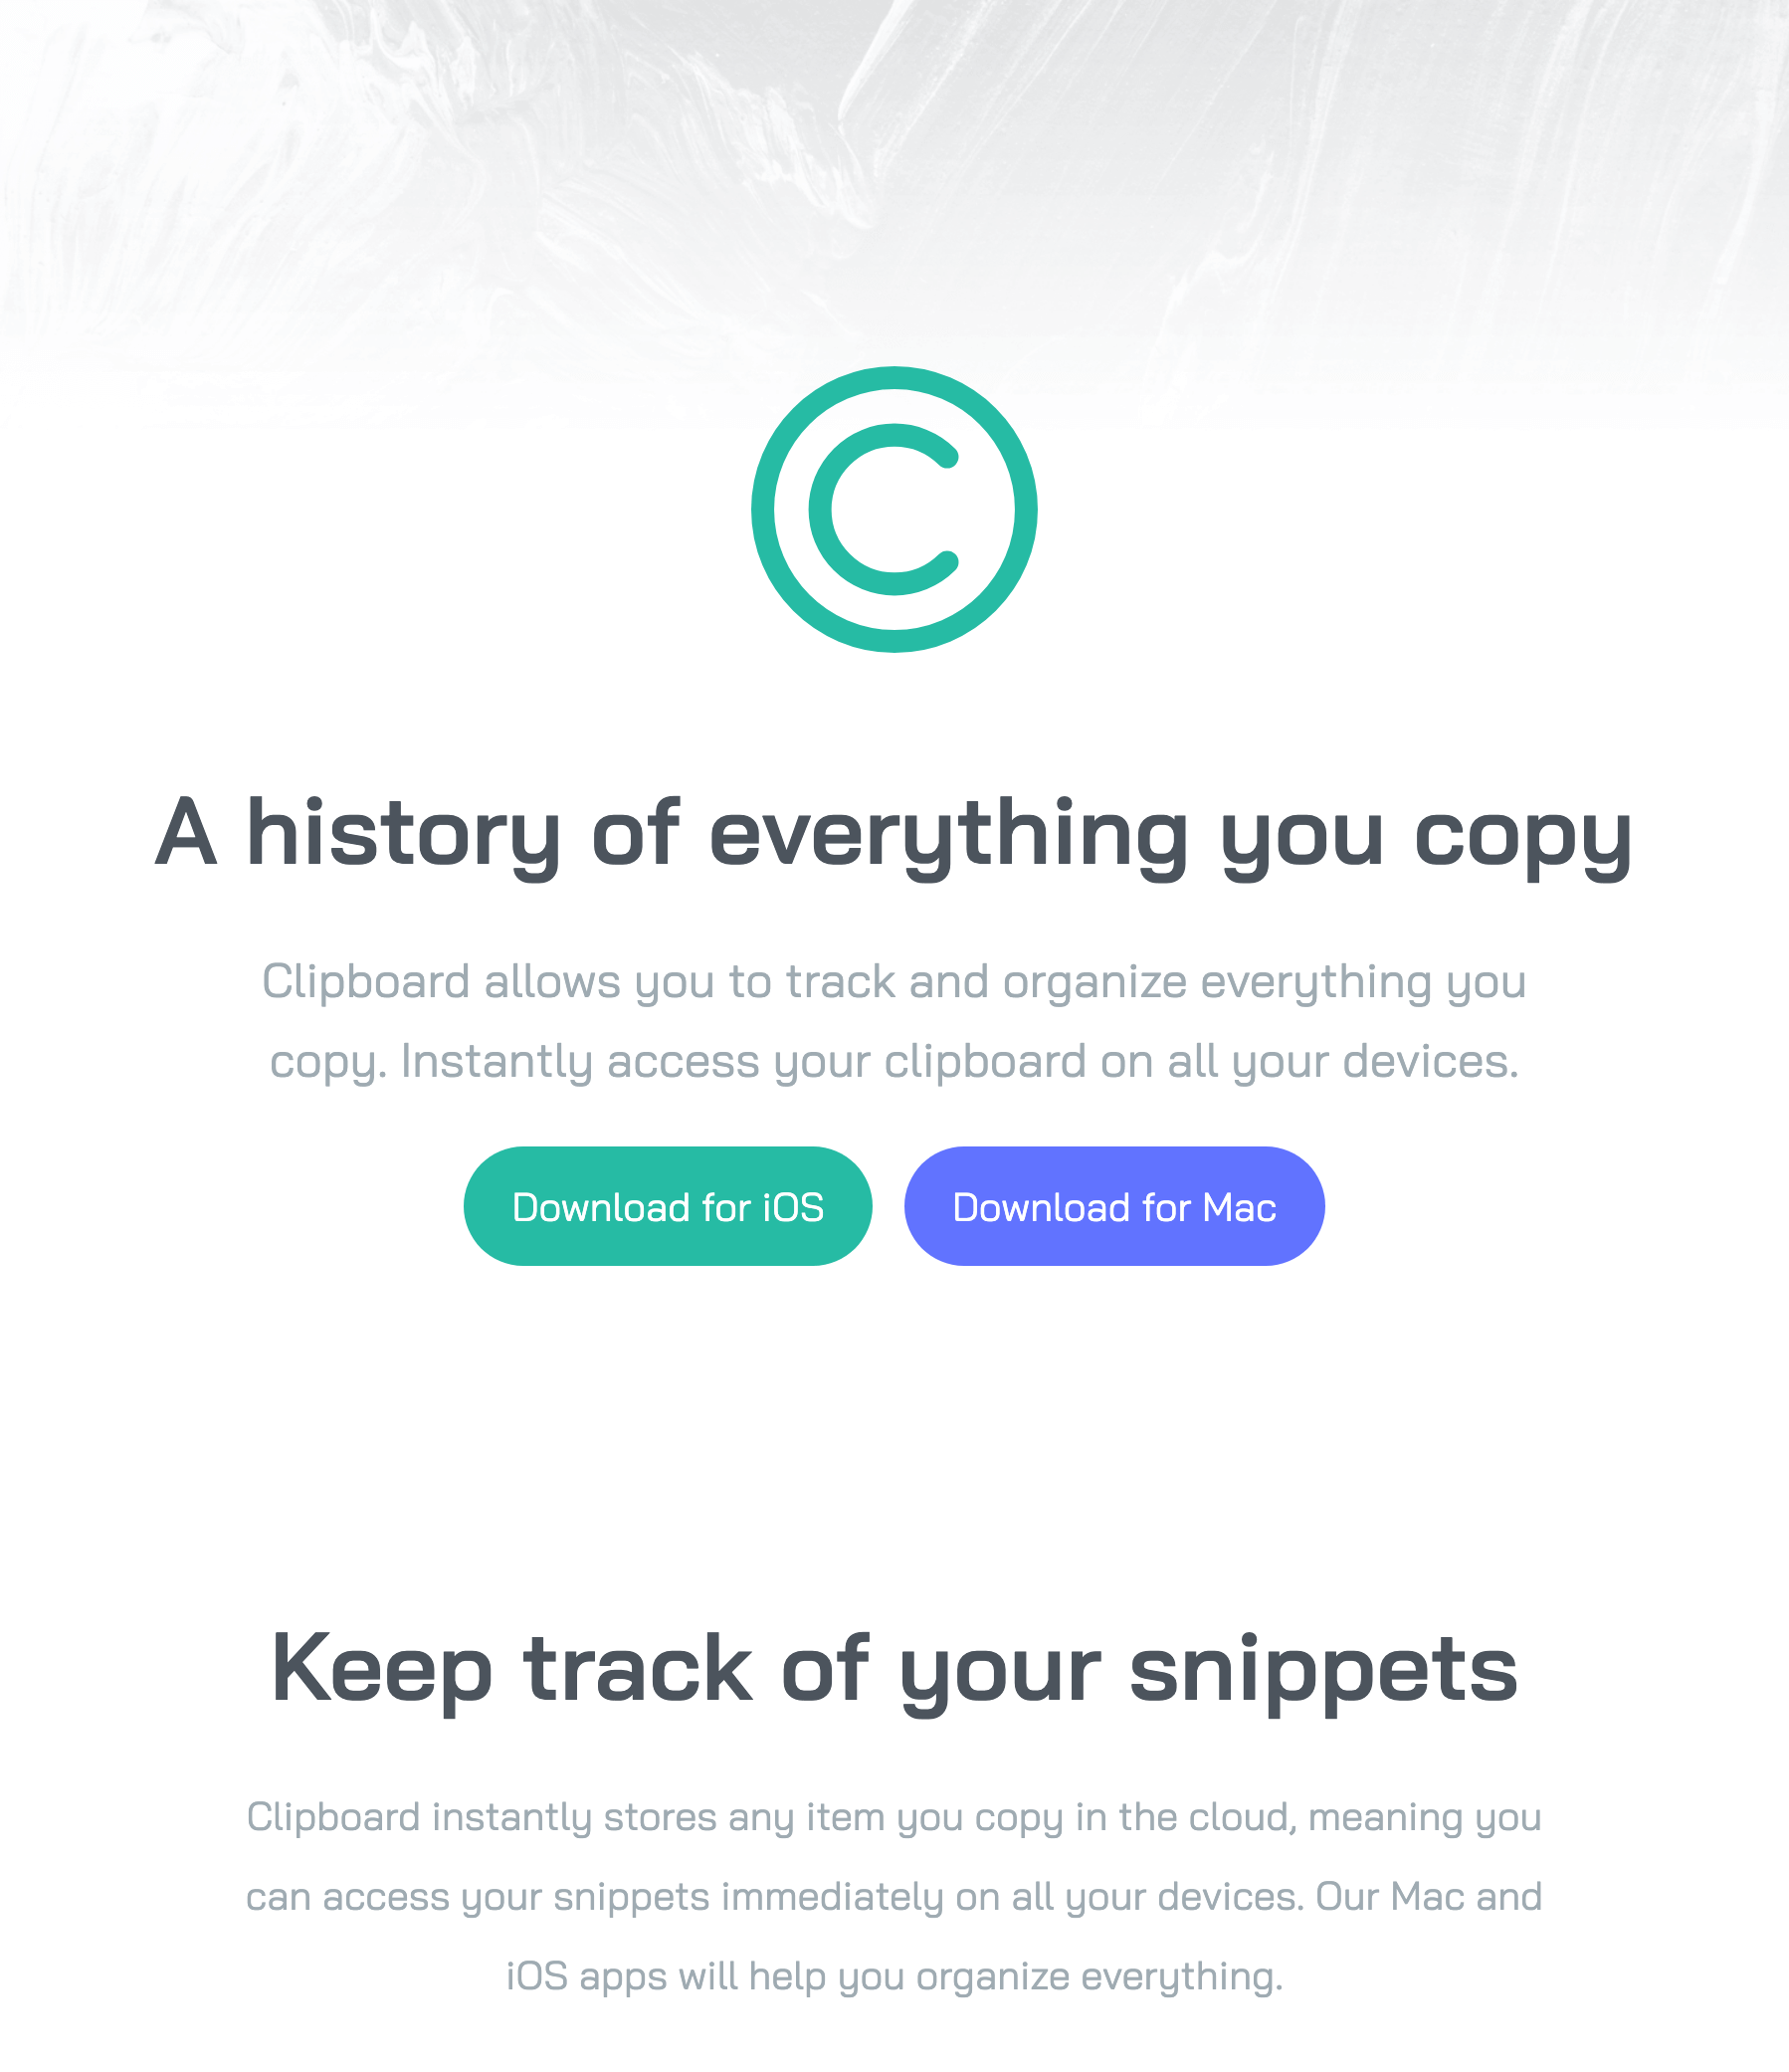 C
A history of everything you copy
Clipboard allows you to track and organize everything you
copy. Instantly access your clipboard on all your devices.
Download for iOS
Download for Mac
Keep track of your snippets
Clipboard instantly stores any item you copy in the cloud, meaning you
can access your snippets immediately on all your devices. Our Mac and
iOS apps will help you organize everything.